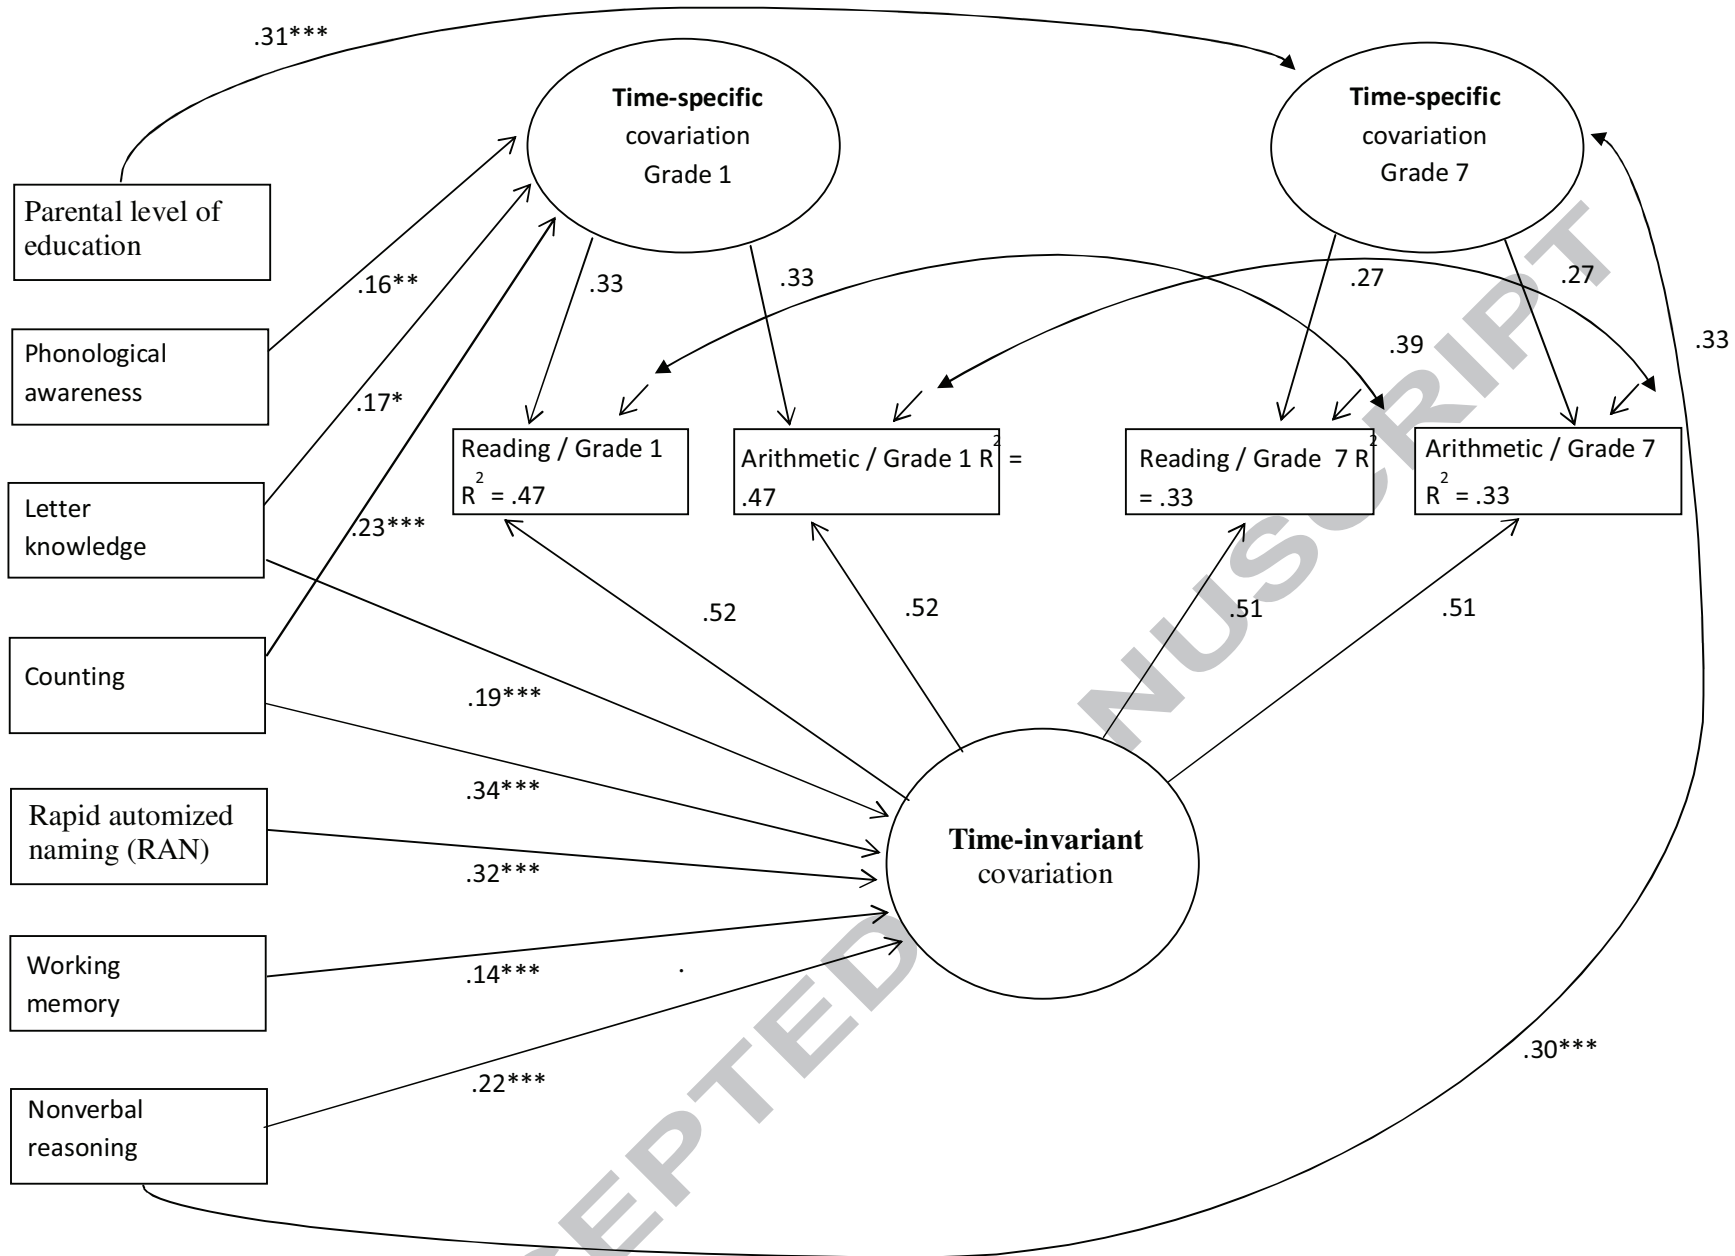 .31***
Time-specific
covariation
Grade 1
Time-specific
covariation
Grade 7
Parental level of
education
.16**
.33
.33
.27
.27
Phonological
awareness
.17*
.39
.33
Reading / Grade 1
R² = .47
Arithmetic / Grade 1 R² =
.47
Reading / Grade 7 R²
= .33
Arithmetic / Grade 7
R² = .33
Letter
knowledge
.23***
.52
.52
.51
.51
Counting
.19***
.34***
Rapid automized
naming (RAN)
.32***
Time-invariant
covariation
Working
memory
.14***
.
.22***
.30***
Nonverbal
reasoning
EPTED
NUSCRIPT